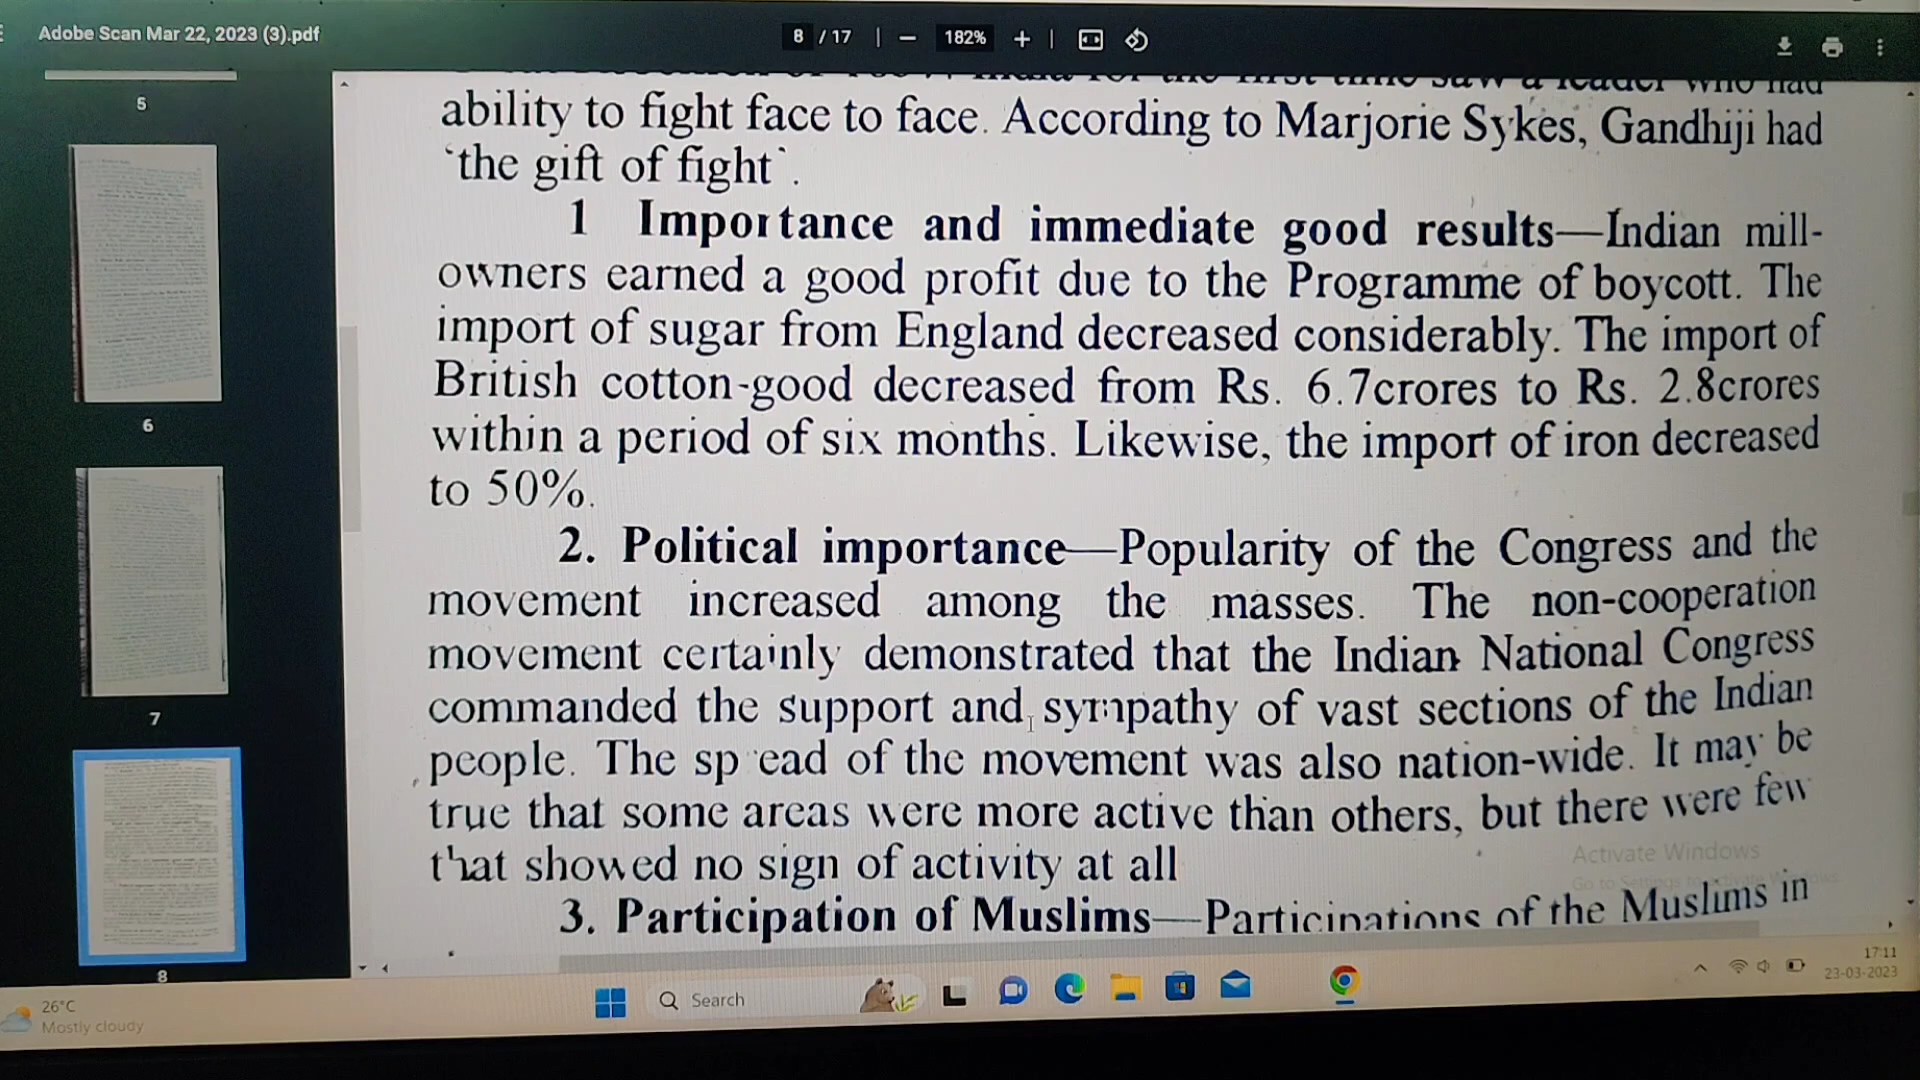 Adobe Scan Mar 22, 2023 (3).pdf
8 / 17
182%
5
6
7
8
ability to fight face to face. According to Marjorie Sykes, Gandhiji had
‘the gift of fight‘.
1 Importance and immediate good results—Indian mill-
owners earned a good profit due to the Programme of boycott. The
import of sugar from England decreased considerably. The import of
British cotton-good decreased from Rs. 6.7crores to Rs. 2.8crores
within a period of six months. Likewise, the import of iron decreased
to 50%.
2. Political importance—Popularity of the Congress and the
movement increased among the masses. The non-cooperation
movement certainly demonstrated that the Indian National Congress
commanded the support and sympathy of vast sections of the Indian
people. The sp ead of the movement was also nation-wide. It may be
true that some areas were more active than others, but there were few
that showed no sign of activity at all
Activate Windows
Go to Settings to activate Windows
3. Participation of Muslims—Participations of the Muslims in
26°C
Mostly cloudy
Search
17:11
23-03-2023